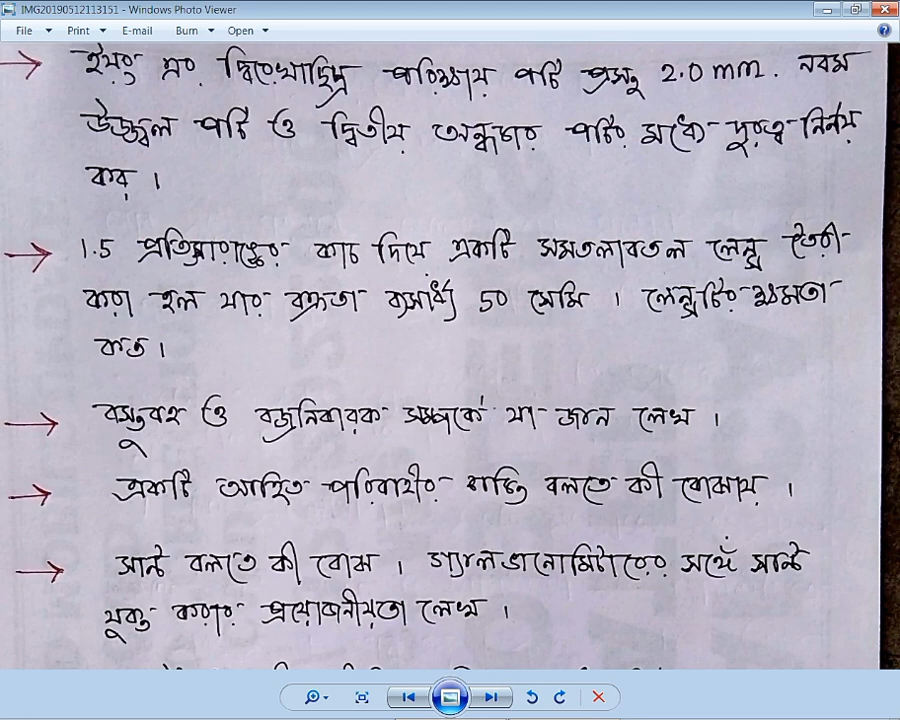 IMG20190512113151 - Windows Photo Viewer
File Print E-mail Burn Open
ইয়ং এর দ্বিরেখাছিদ্র পরিক্ষায় পটি প্রস্থ 2.0 mm. নবম
উজ্জ্বল পটি ও দ্বিতীয় অন্ধকার পটির মধ্যে দুরত্ব নির্নয়
কর ।
1.5 প্রতিসরাঙ্কের কাচ দিয়ে একটি সমতলাবতল লেন্স তৈরী
করা হল যার বক্রতা ব্যসার্ধ্য 50 সেমি । লেন্সটির ক্ষমতা
কত ।
ও বজ্রনিবারক সম্পর্কে যা জান লেখ ।
একটি আহিত পরিবাহীর শক্তি বলতে কী বোঝায় ।
সান্ট বলতে কী বোঝ । গ্যালভানোমিটারের সঙ্গে সান্ট
যুক্ত করার প্রয়োজনীয়তা লেখ ।